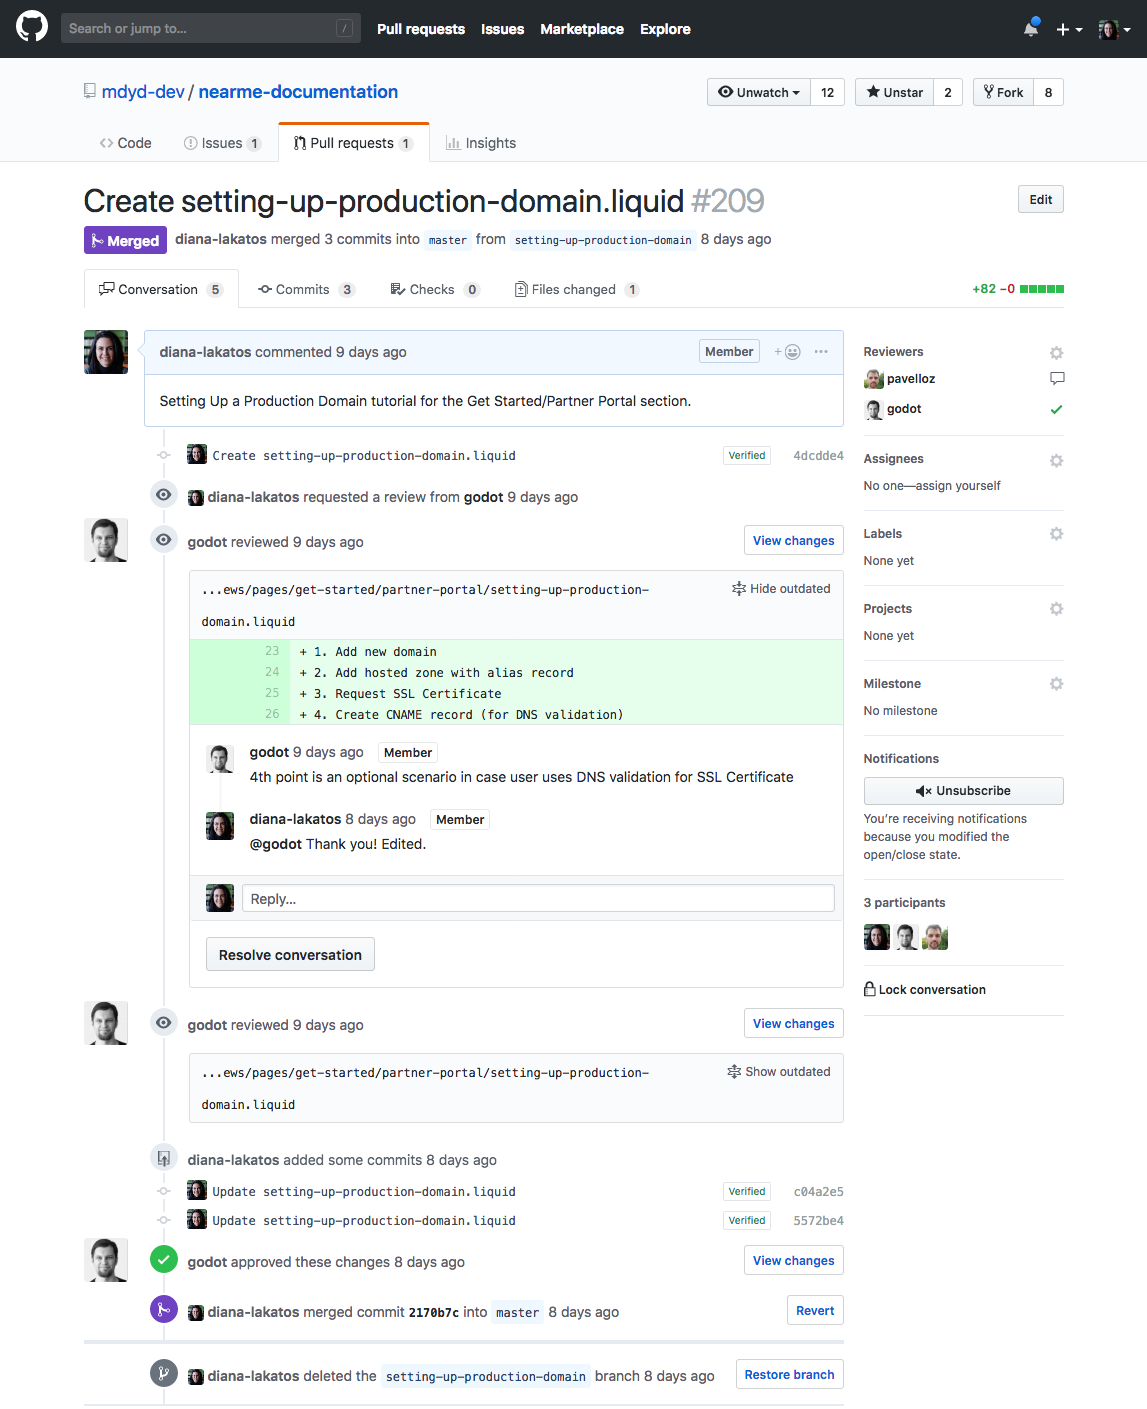 Search or jump to... /
Pull requests Issues Marketplace Explore
mdyd-dev / nearme-documentation
Unwatch 12 Unstar 2 Fork 8
Code Issues 1 Pull requests 1 Insights
Create setting-up-production-domain.liquid #209
Edit
Merged diana-lakatos merged 3 commits into master from setting-up-production-domain 8 days ago
Conversation 5 Commits 3 Checks 0 Files changed 1 +82 −0
diana-lakatos commented 9 days ago Member +
Setting Up a Production Domain tutorial for the Get Started/Partner Portal section.
Create setting-up-production-domain.liquid Verified 4dcdde4
diana-lakatos requested a review from godot 9 days ago
godot reviewed 9 days ago View changes
...ews/pages/get-started/partner-portal/setting-up-production- Hide outdated
domain.liquid
23 + 1. Add new domain
24 + 2. Add hosted zone with alias record
25 + 3. Request SSL Certificate
26 + 4. Create CNAME record (for DNS validation)
godot 9 days ago Member
4th point is an optional scenario in case user uses DNS validation for SSL Certificate
diana-lakatos 8 days ago Member
@godot Thank you! Edited.
Reply...
Resolve conversation
godot reviewed 9 days ago View changes
...ews/pages/get-started/partner-portal/setting-up-production- Show outdated
domain.liquid
diana-lakatos added some commits 8 days ago
Update setting-up-production-domain.liquid Verified c04a2e5
Update setting-up-production-domain.liquid Verified 5572be4
godot approved these changes 8 days ago View changes
diana-lakatos merged commit 2170b7c into master 8 days ago Revert
diana-lakatos deleted the setting-up-production-domain branch 8 days ago Restore branch
Reviewers
pavelloz
godot
Assignees
No one—assign yourself
Labels
None yet
Projects
None yet
Milestone
No milestone
Notifications
Unsubscribe
You’re receiving notifications
because you modified the
open/close state.
3 participants
Lock conversation